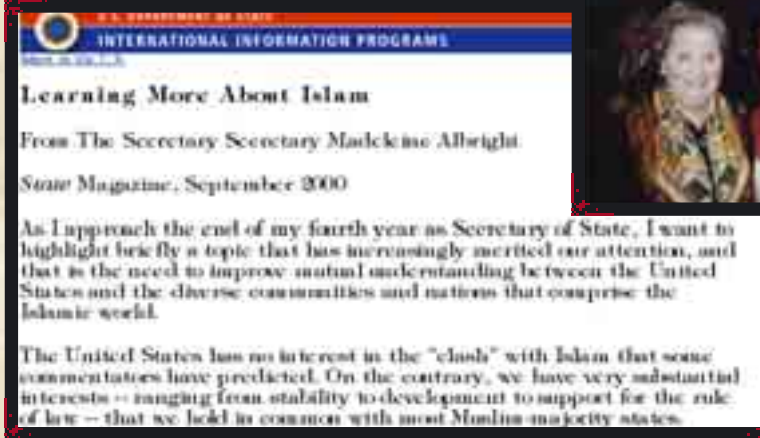 U.S. DEPARTMENT OF STATE
INTERNATIONAL INFORMATION PROGRAMS
Learning More About Islam
From The Secretary Secretary Madeleine Albright
State Magazine, September 2000
As I approach the end of my fourth year as Secretary of State, I want to
highlight briefly a topic that has increasingly merited our attention, and
that is the need to improve mutual understanding between the United
States and the diverse communities and nations that comprise the
Islamic world.
The United States has no interest in the "clash" with Islam that some
commentators have predicted. On the contrary, we have very substantial
interests -- ranging from stability to development to support for the rule
of law -- that we hold in common with most Muslim-majority states.